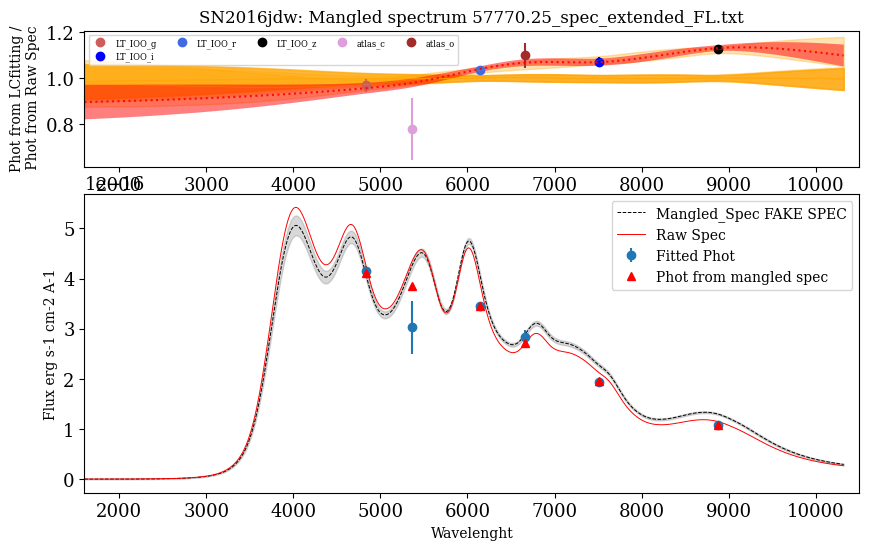 SN2016jdw: Mangled spectrum 57770.25_spec_extended_FL.txt
Phot from LCfitting /
Phot from Raw Spec
1.2
1.0
0.8
LT_IOO_g
LT_IOO_i
LT_IOO_r
LT_IOO_z
atlas_c
atlas_o
2000 3000 4000 5000 6000 7000 8000 9000 10000
1e−16
Flux erg s-1 cm-2 A-1
5
4
3
2
1
0
Mangled_Spec FAKE SPEC
Raw Spec
Fitted Phot
Phot from mangled spec
2000 3000 4000 5000 6000 7000 8000 9000 10000
Wavelenght